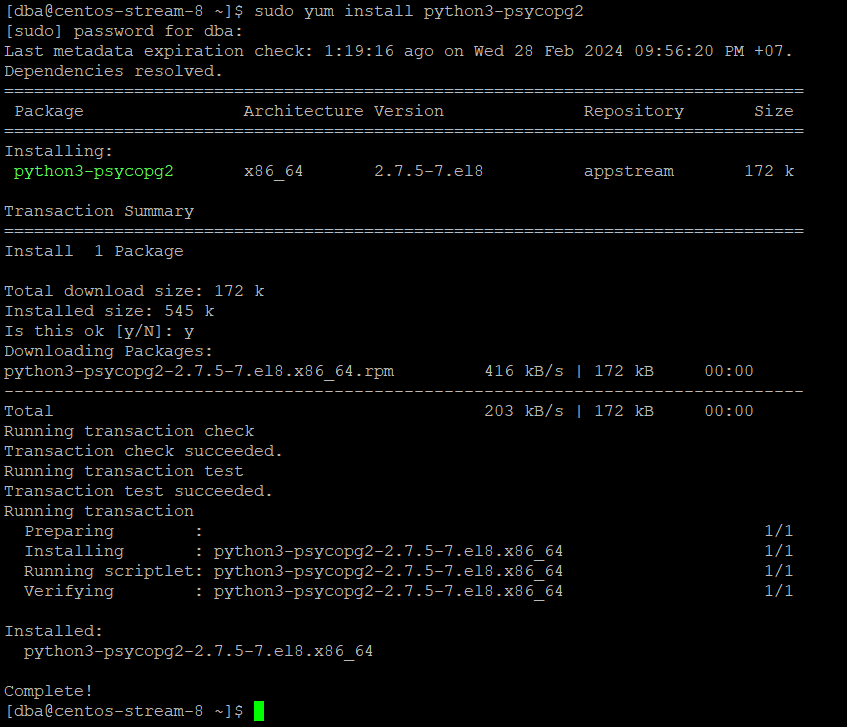 [dba@centos-stream-8 ~]$ sudo yum install python3-psycopg2
[sudo] password for dba:
Last metadata expiration check: 1:19:16 ago on Wed 28 Feb 2024 09:56:20 PM +07.
Dependencies resolved.
================================================================================
 Package                Architecture Version              Repository       Size
================================================================================
Installing:
 python3-psycopg2       x86_64       2.7.5-7.el8          appstream       172 k

Transaction Summary
================================================================================
Install  1 Package

Total download size: 172 k
Installed size: 545 k
Is this ok [y/N]: y
Downloading Packages:
python3-psycopg2-2.7.5-7.el8.x86_64.rpm         416 kB/s | 172 kB     00:00
--------------------------------------------------------------------------------
Total                                           203 kB/s | 172 kB     00:00
Running transaction check
Transaction check succeeded.
Running transaction test
Transaction test succeeded.
Running transaction
  Preparing        :                                                        1/1
  Installing       : python3-psycopg2-2.7.5-7.el8.x86_64                    1/1
  Running scriptlet: python3-psycopg2-2.7.5-7.el8.x86_64                    1/1
  Verifying        : python3-psycopg2-2.7.5-7.el8.x86_64                    1/1

Installed:
  python3-psycopg2-2.7.5-7.el8.x86_64

Complete!
[dba@centos-stream-8 ~]$